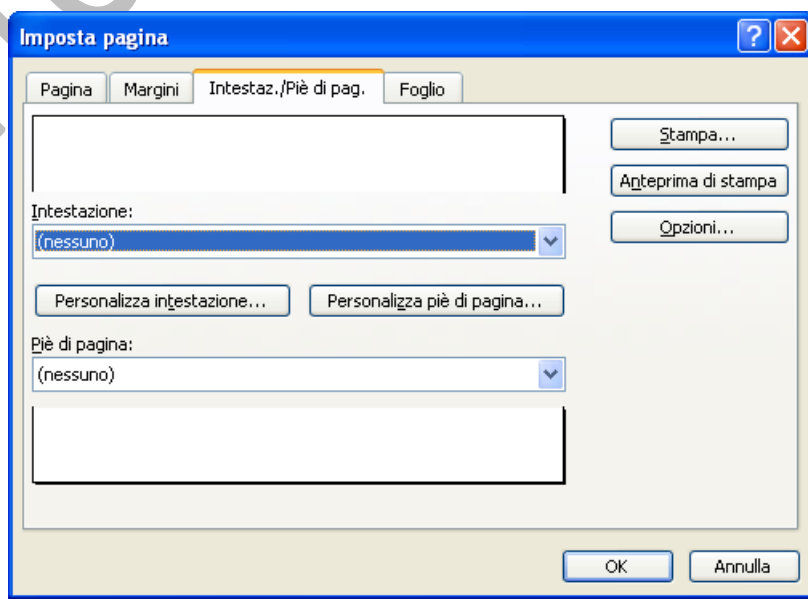 Imposta pagina
Pagina Margini Intestaz./Piè di pag. Foglio
Stampa...
Anteprima di stampa
Opzioni...
Intestazione:
(nessuno)
Personalizza intestazione... Personalizza piè di pagina...
Piè di pagina:
(nessuno)
OK Annulla